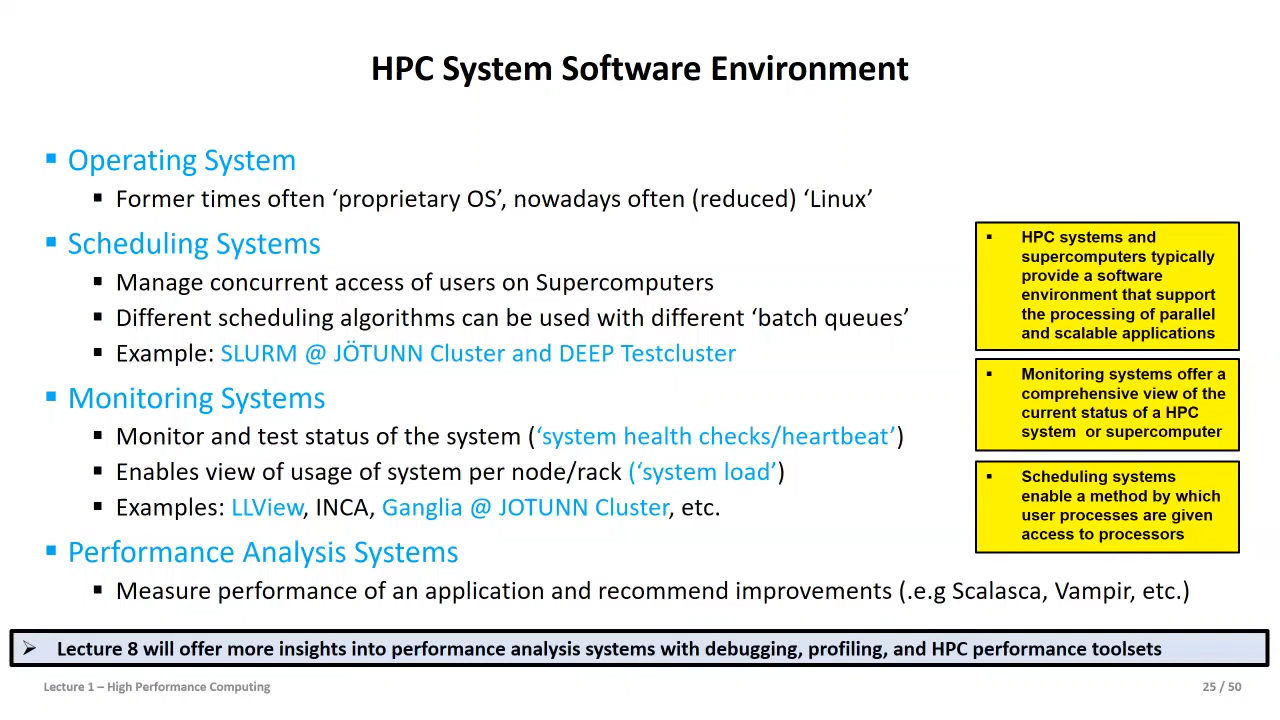 HPC System Software Environment
▪ Operating System
▪ Former times often ‘proprietary OS’, nowadays often (reduced) ‘Linux’
▪ Scheduling Systems
▪ Manage concurrent access of users on Supercomputers
▪ Different scheduling algorithms can be used with different ‘batch queues’
▪ Example: SLURM @ JÖTUNN Cluster and DEEP Testcluster
▪ Monitoring Systems
▪ Monitor and test status of the system (‘system health checks/heartbeat’)
▪ Enables view of usage of system per node/rack (‘system load’)
▪ Examples: LLView, INCA, Ganglia @ JOTUNN Cluster, etc.
▪ Performance Analysis Systems
▪ Measure performance of an application and recommend improvements (.e.g Scalasca, Vampir, etc.)
▪ HPC systems and
supercomputers typically
provide a software
environment that support
the processing of parallel
and scalable applications
▪ Monitoring systems offer a
comprehensive view of the
current status of a HPC
system or supercomputer
▪ Scheduling systems
enable a method by which
user processes are given
access to processors
➢ Lecture 8 will offer more insights into performance analysis systems with debugging, profiling, and HPC performance toolsets
Lecture 1 – High Performance Computing
25 / 50